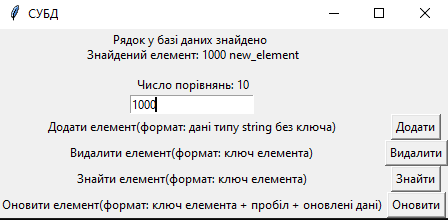 СУБД
Рядок у базі даних знайдено
Знайдений елемент: 1000 new_element
Число порівнянь: 10
1000
Додати елемент(формат: дані типу string без ключа) Додати
Видалити елемент(формат: ключ елемента) Видалити
Знайти елемент(формат: ключ елемента) Знайти
Оновити елемент(формат: ключ елемента + пробіл + оновлені дані) Оновити